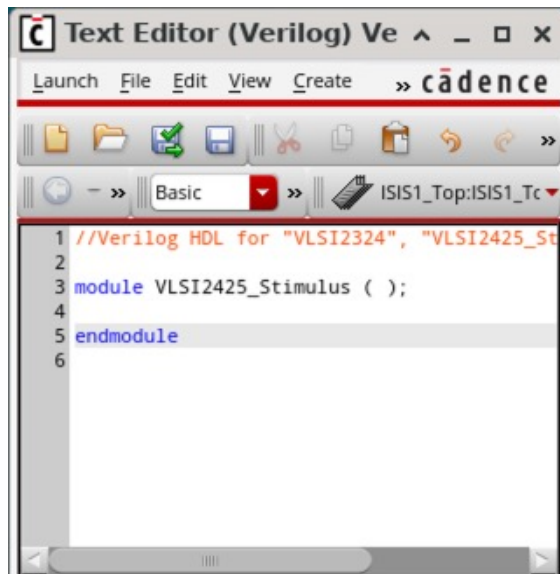 Text Editor (Verilog) Ve
Launch File Edit View Create » cādence
»
» Basic » ISIS1_Top:ISIS1_Tc
1 //Verilog HDL for "VLSI2324", "VLSI2425_St
2
3 module VLSI2425_Stimulus ( );
4
5 endmodule
6